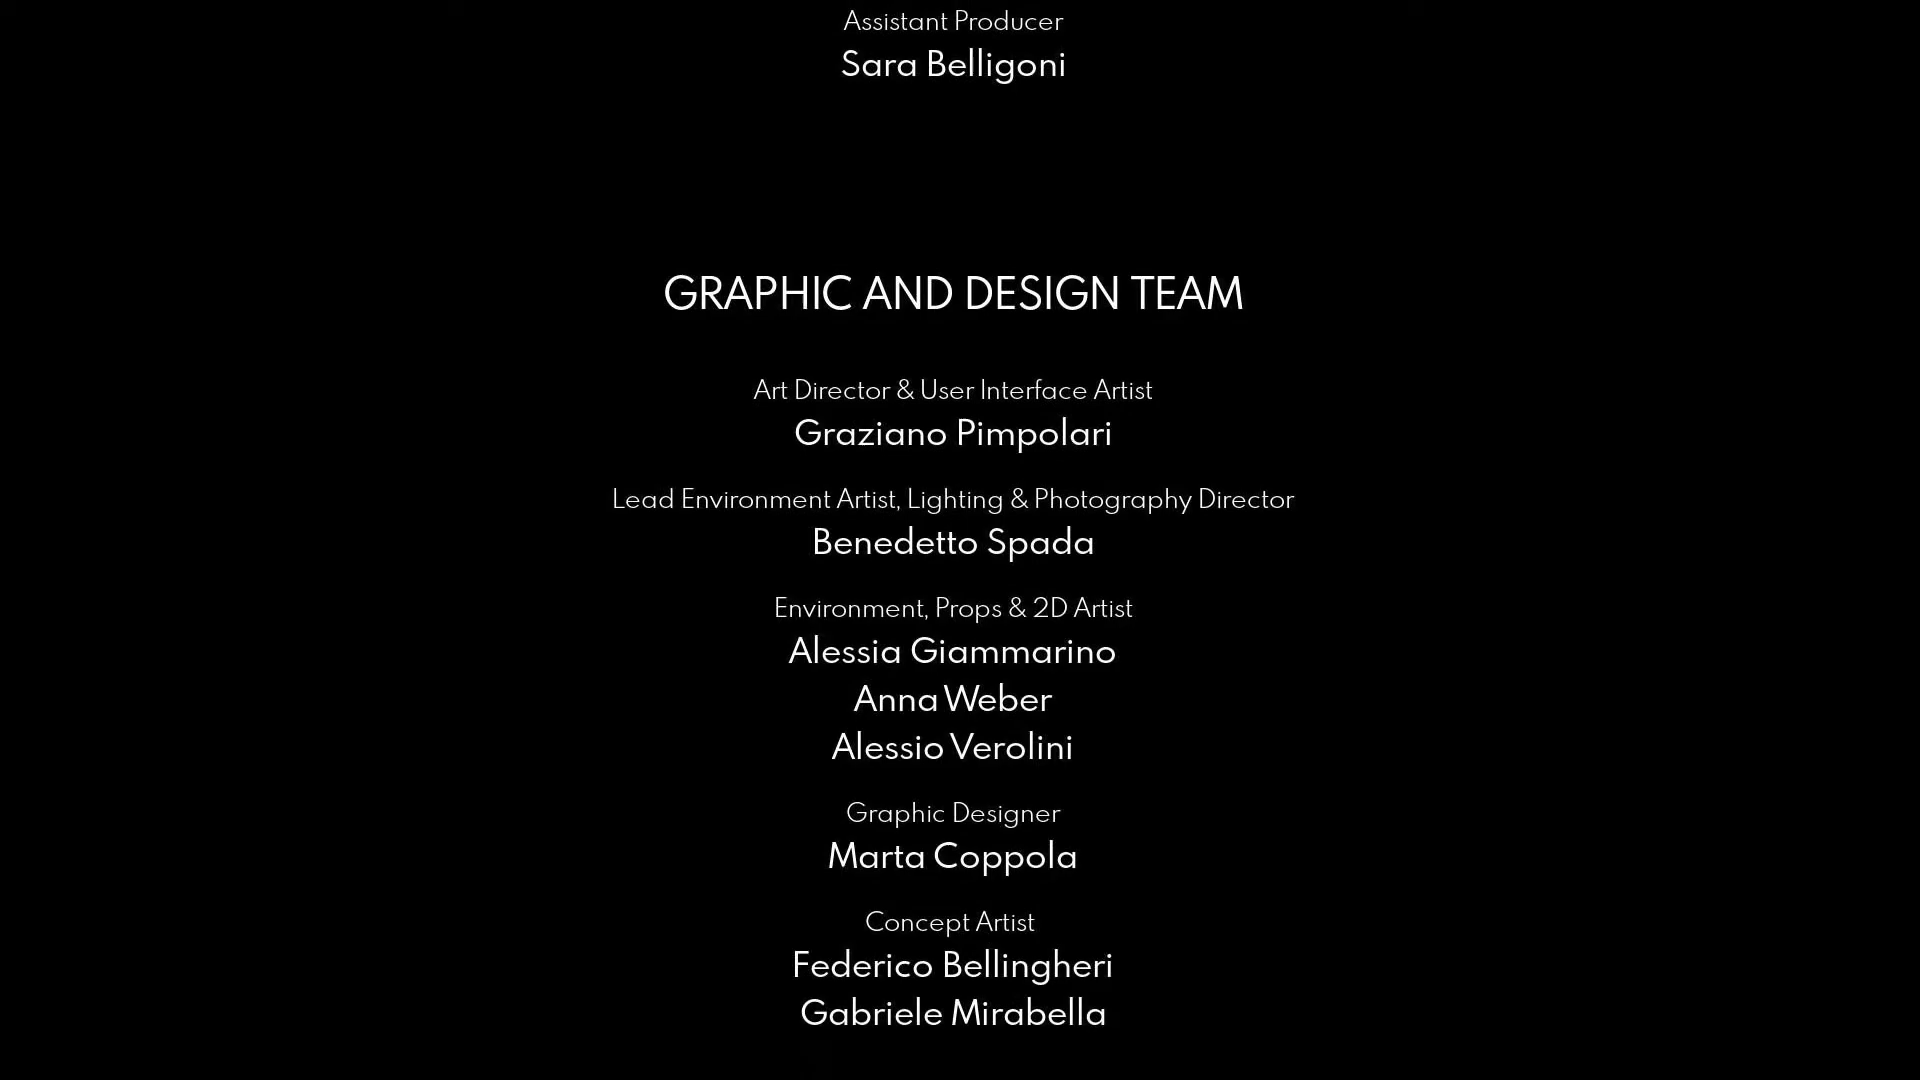 Assistant Producer
Sara Belligoni
GRAPHIC AND DESIGN TEAM
Art Director & User Interface Artist
Graziano Pimpolari
Lead Environment Artist, Lighting & Photography Director
Benedetto Spada
Environment, Props & 2D Artist
Alessia Giammarino
Anna Weber
Alessio Verolini
Graphic Designer
Marta Coppola
Concept Artist
Federico Bellingheri
Gabriele Mirabella